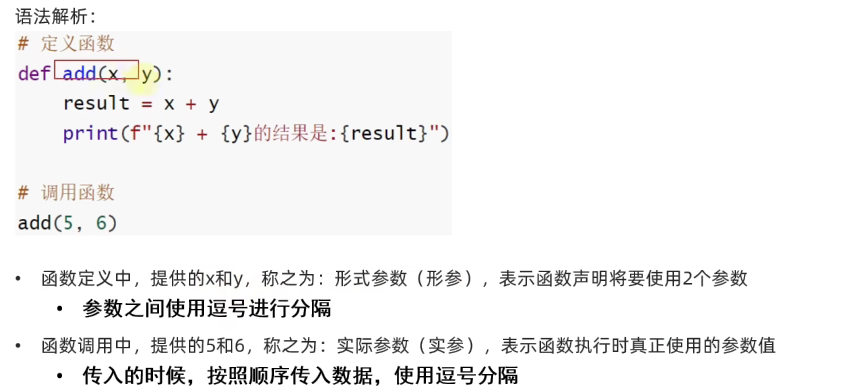 语法解析：
# 定义函数
def add(x, y):
    result = x + y
    print(f"{x} + {y}的结果是:{result}")
# 调用函数
add(5, 6)
• 函数定义中，提供的x和y，称之为：形式参数（形参），表示函数声明将要使用2个参数
• 参数之间使用逗号进行分隔
• 函数调用中，提供的5和6，称之为：实际参数（实参），表示函数执行时真正使用的参数值
• 传入的时候，按照顺序传入数据，使用逗号分隔